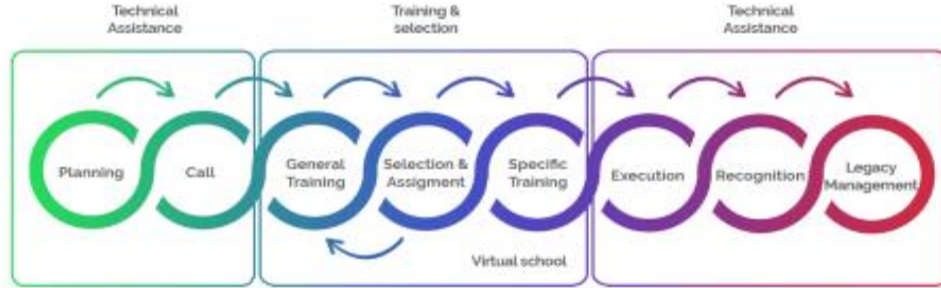 Technical
Assistance
Training &
selection
Technical
Assistance
Planning
Call
General
Training
Selection &
Assigment
Specific
Training
Execution
Recognition
Legacy
Management
Virtual school